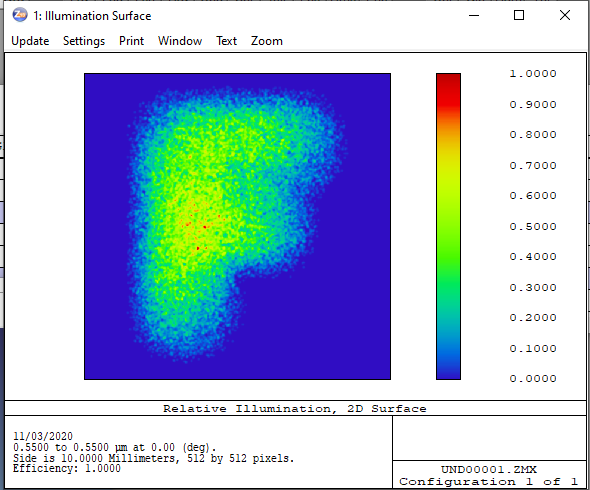 1: Illumination Surface
Update Settings Print Window Text Zoom
1.0000
0.9000
0.8000
0.7000
0.6000
0.5000
0.4000
0.3000
0.2000
0.1000
0.0000
Relative Illumination, 2D Surface
11/03/2020
0.5500 to 0.5500 µm at 0.00 (deg).
Side is 10.0000 Millimeters, 512 by 512 pixels.
Efficiency: 1.0000
UND00001.ZMX
Configuration 1 of 1